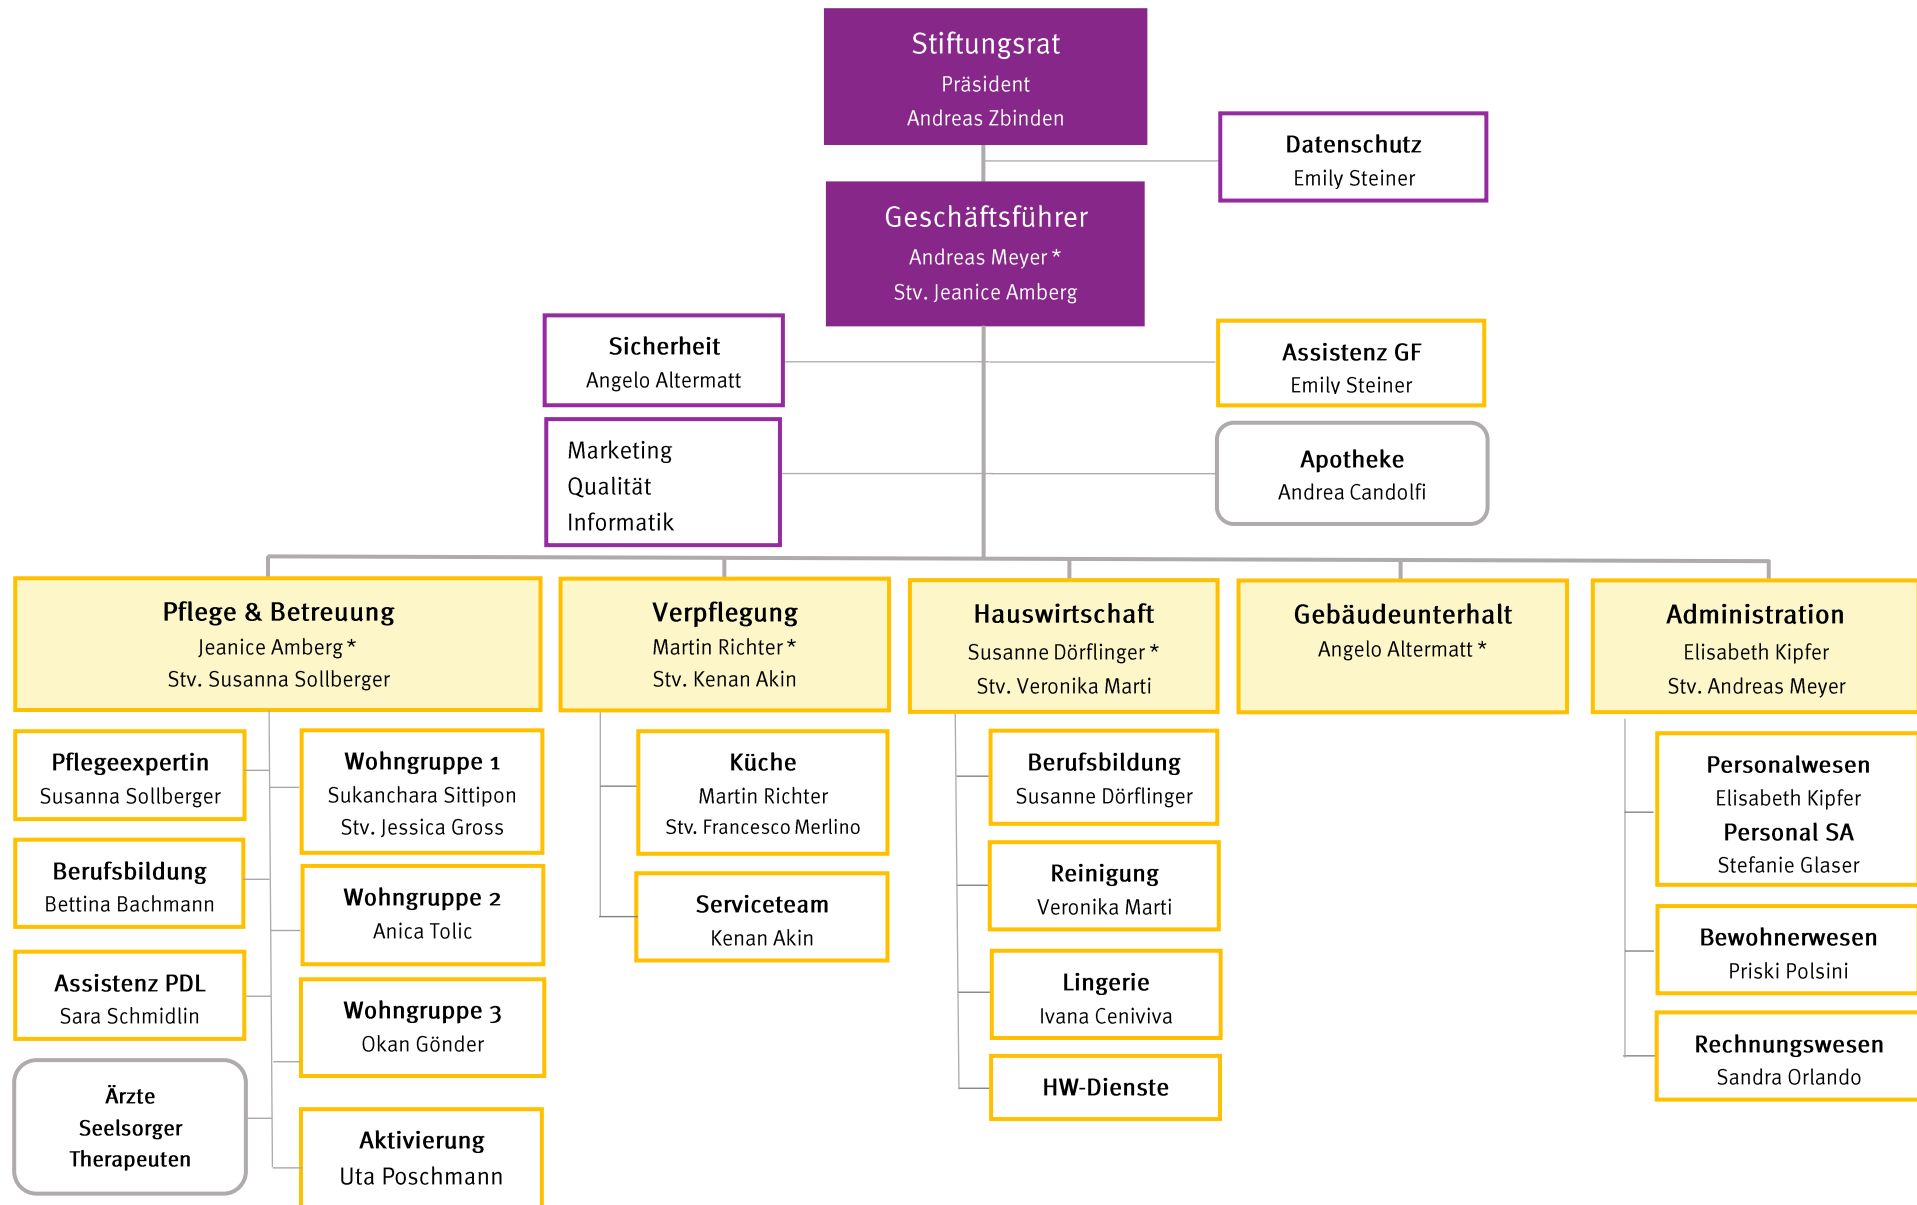 Stiftungsrat
Präsident
Andreas Zbinden
Datenschutz
Emily Steiner
Geschäftsführer
Andreas Meyer *
Stv. Jeanice Amberg
Sicherheit
Angelo Altermatt
Assistenz GF
Emily Steiner
Marketing
Qualität
Informatik
Apotheke
Andrea Candolfi
Pflege & Betreuung
Jeanice Amberg *
Stv. Susanna Sollberger
Verpflegung
Martin Richter *
Stv. Kenan Akin
Hauswirtschaft
Susanne Dörflinger *
Stv. Veronika Marti
Gebäudeunterhalt
Angelo Altermatt *
Administration
Elisabeth Kipfer
Stv. Andreas Meyer
Pflegeexpertin
Susanna Sollberger
Berufsbildung
Bettina Bachmann
Assistenz PDL
Sara Schmidlin
Ärzte
Seelsorger
Therapeuten
Wohngruppe 1
Sukanchara Sittipon
Stv. Jessica Gross
Wohngruppe 2
Anica Tolic
Wohngruppe 3
Okan Gönder
Aktivierung
Uta Poschmann
Küche
Martin Richter
Stv. Francesco Merlino
Serviceteam
Kenan Akin
Berufsbildung
Susanne Dörflinger
Reinigung
Veronika Marti
Lingerie
Ivana Ceniviva
HW-Dienste
Personalwesen
Elisabeth Kipfer
Personal SA
Stefanie Glaser
Bewohnerwesen
Priski Polsini
Rechnungswesen
Sandra Orlando